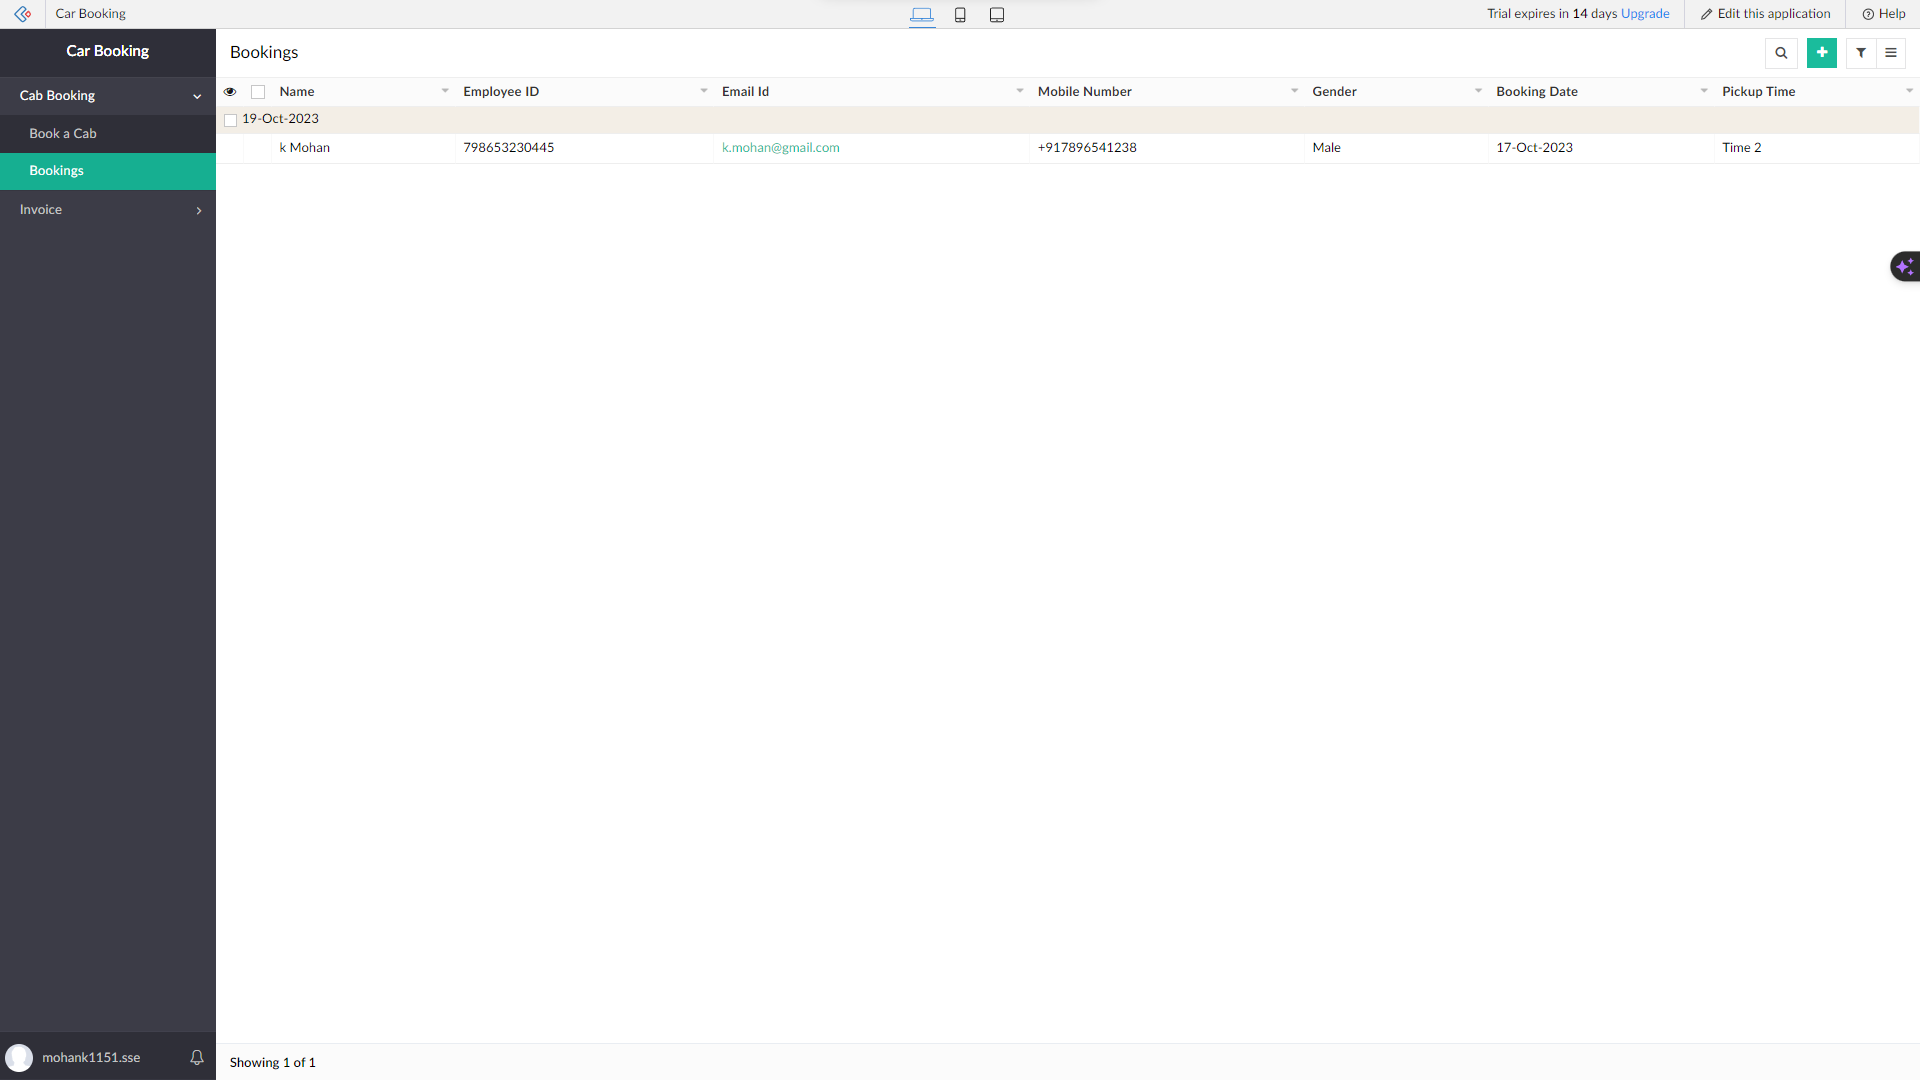 Car Booking
Trial expires in 14 days Upgrade
Edit this application
Help
Car Booking
Cab Booking
Book a Cab
Bookings
Invoice
Bookings
Name Employee ID Email Id Mobile Number Gender Booking Date Pickup Time
19-Oct-2023
k Mohan 798653230445 k.mohan@gmail.com +917896541238 Male 17-Oct-2023 Time 2
Showing 1 of 1
mohank1151.sse